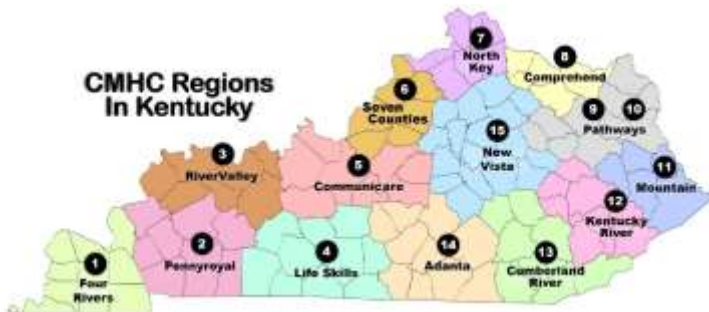 CMHC Regions
In Kentucky
7
North
Key
8
Comprehend
6
Seven
Counties
9
10
Pathways
15
New
Vista
3
RiverValley
5
Communicare
11
Mountain
12
Kentucky
River
1
Four
Rivers
2
Pennyroyal
4
Life Skills
14
Adanta
13
Cumberland
River